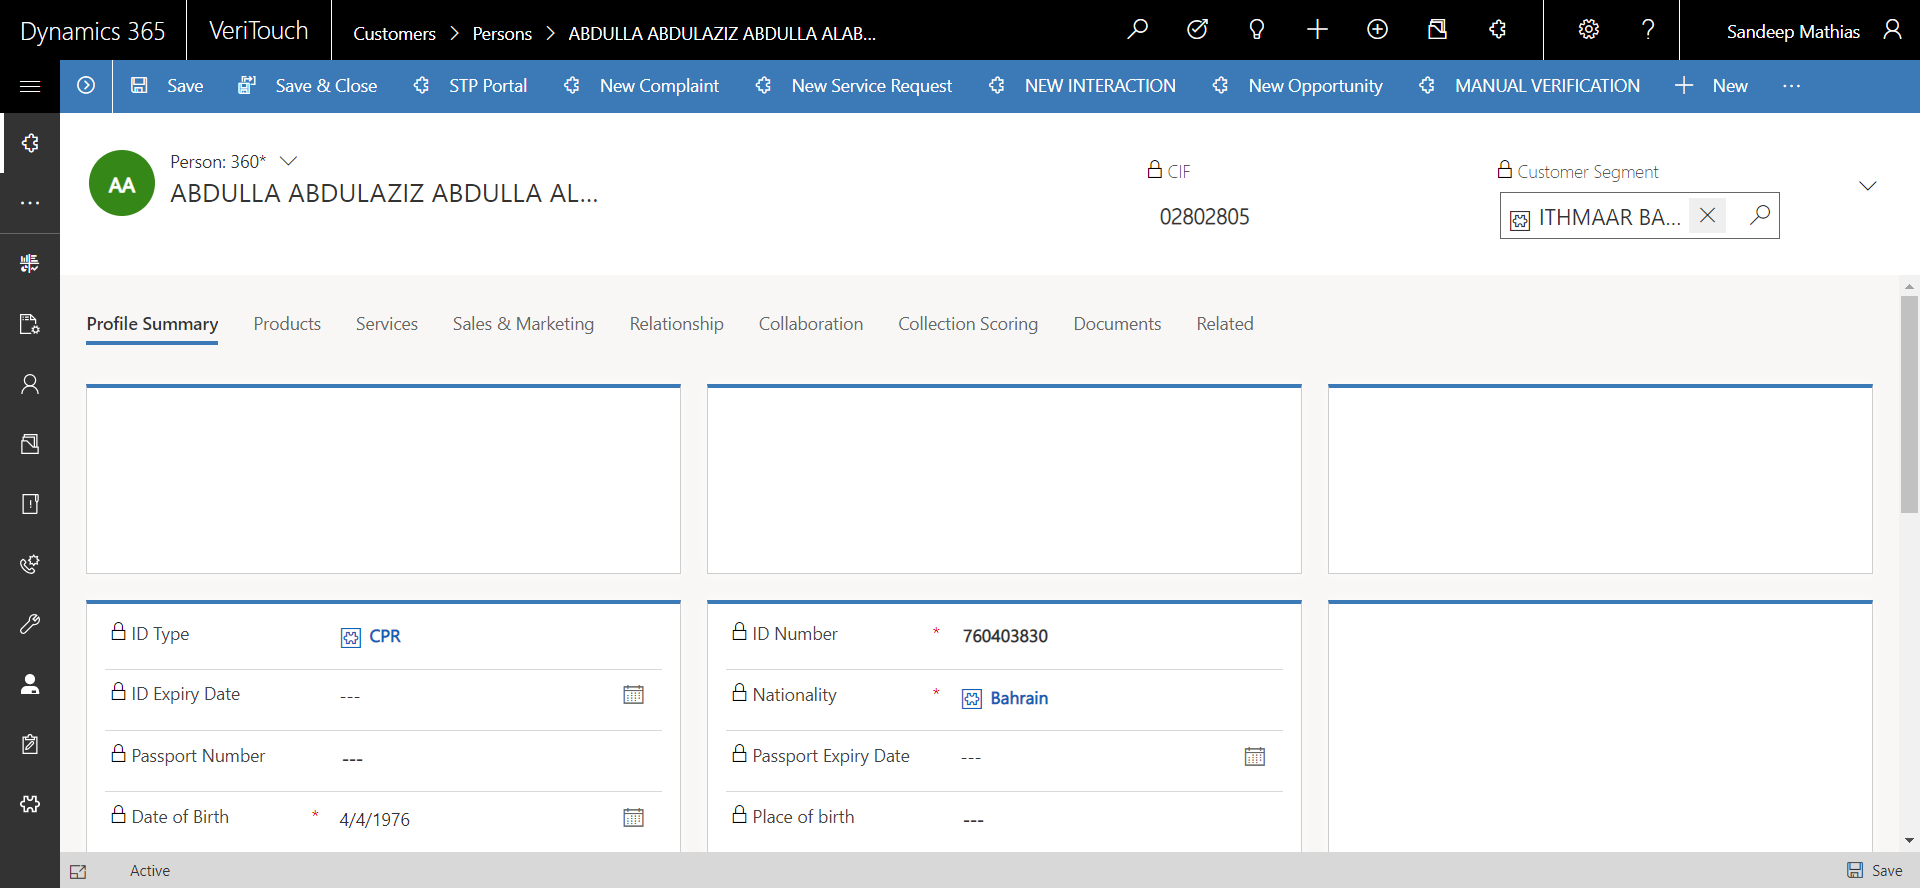 Dynamics 365
VeriTouch
Customers > Persons > ABDULLA ABDULAZIZ ABDULLA ALAB...
Sandeep Mathias
Save
Save & Close
STP Portal
New Complaint
New Service Request
NEW INTERACTION
New Opportunity
MANUAL VERIFICATION
New
...
AA
Person: 360*
ABDULLA ABDULAZIZ ABDULLA AL...
CIF
02802805
Customer Segment
ITHMAAR BA...
Profile Summary
Products
Services
Sales & Marketing
Relationship
Collaboration
Collection Scoring
Documents
Related
ID Type
CPR
ID Expiry Date
---
Passport Number
---
Date of Birth * 4/4/1976
ID Number * 760403830
Nationality * Bahrain
Passport Expiry Date
---
Place of birth
---
Active
Save